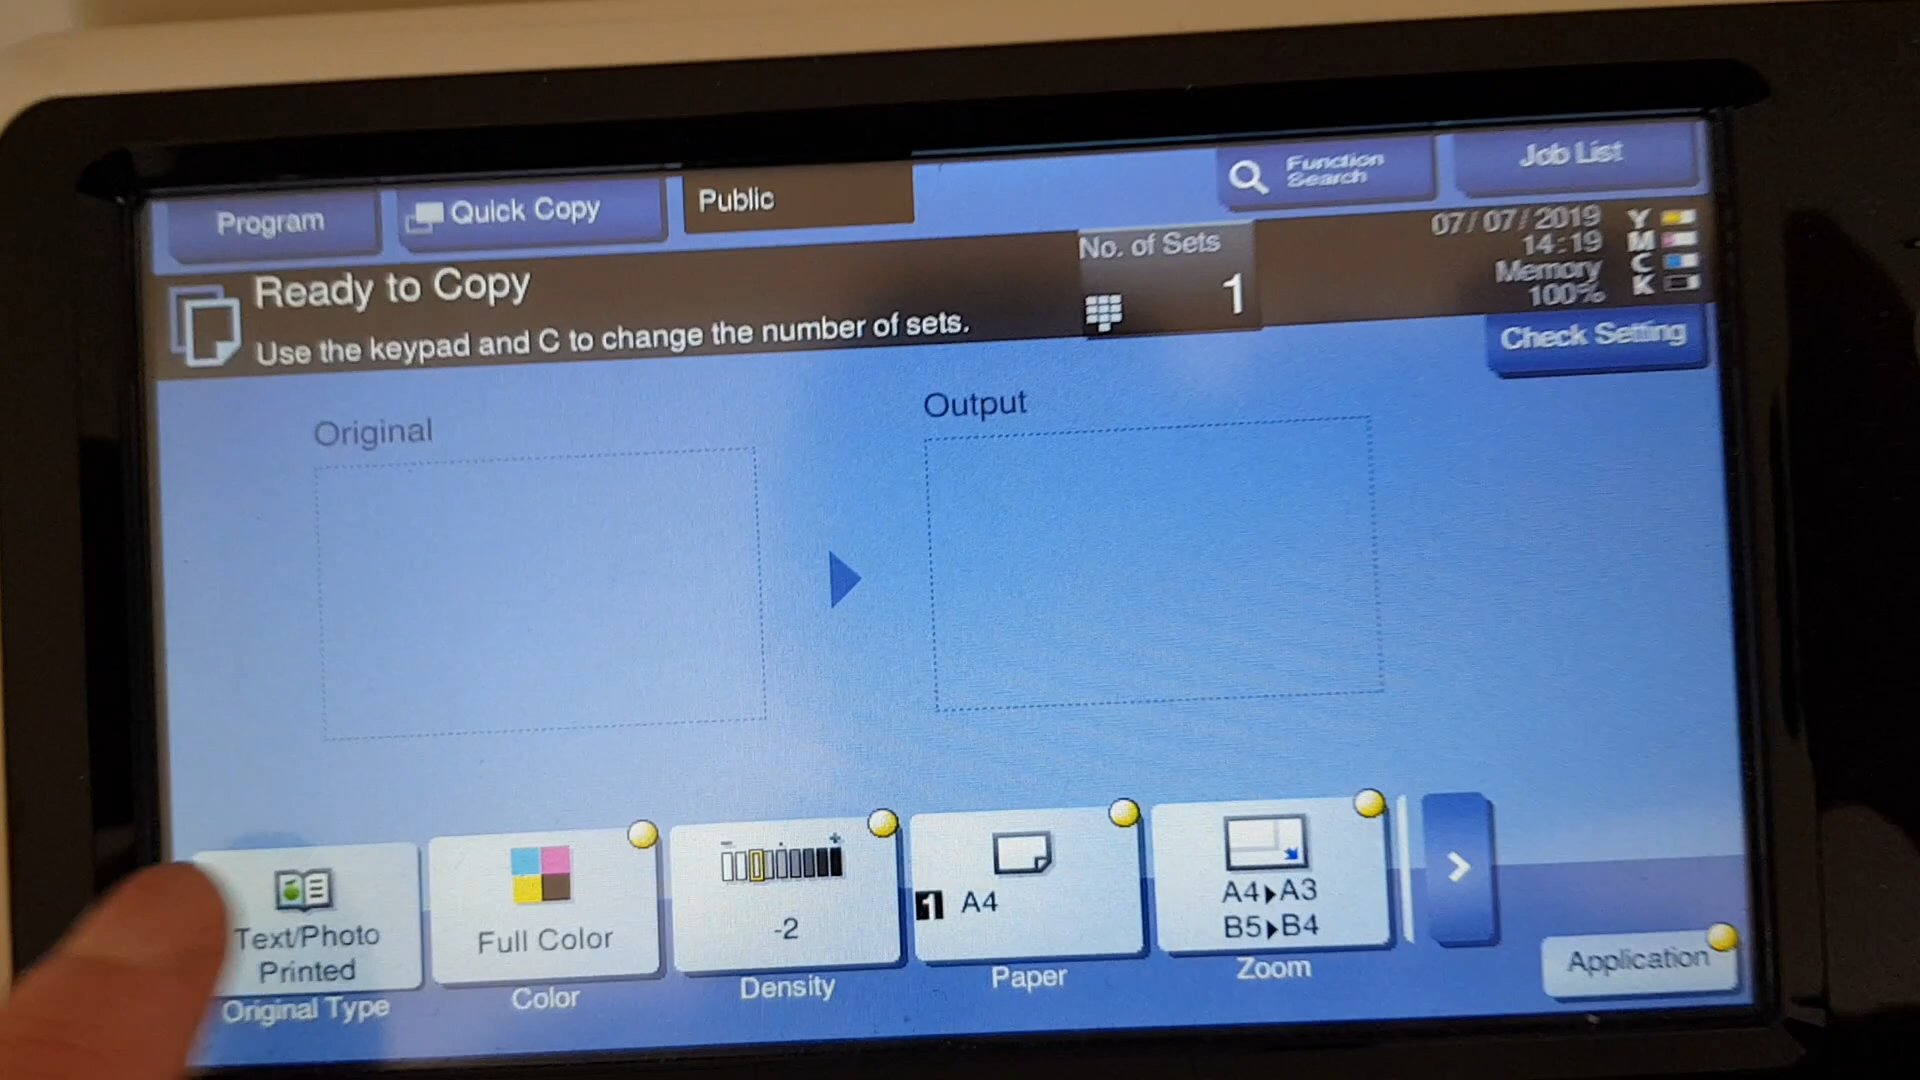 Program
Quick Copy
Public
Function
Search
Job List
Ready to Copy
Use the keypad and C to change the number of sets.
No. of Sets
1
07/07/2019
14:19
Memory
100%
Y
M
C
K
Check Setting
Original
Output
Text/Photo
Printed
Original Type
Full Color
Color
- +
-2
Density
1 A4
Paper
A4▸A3
B5▸B4
Zoom
Application